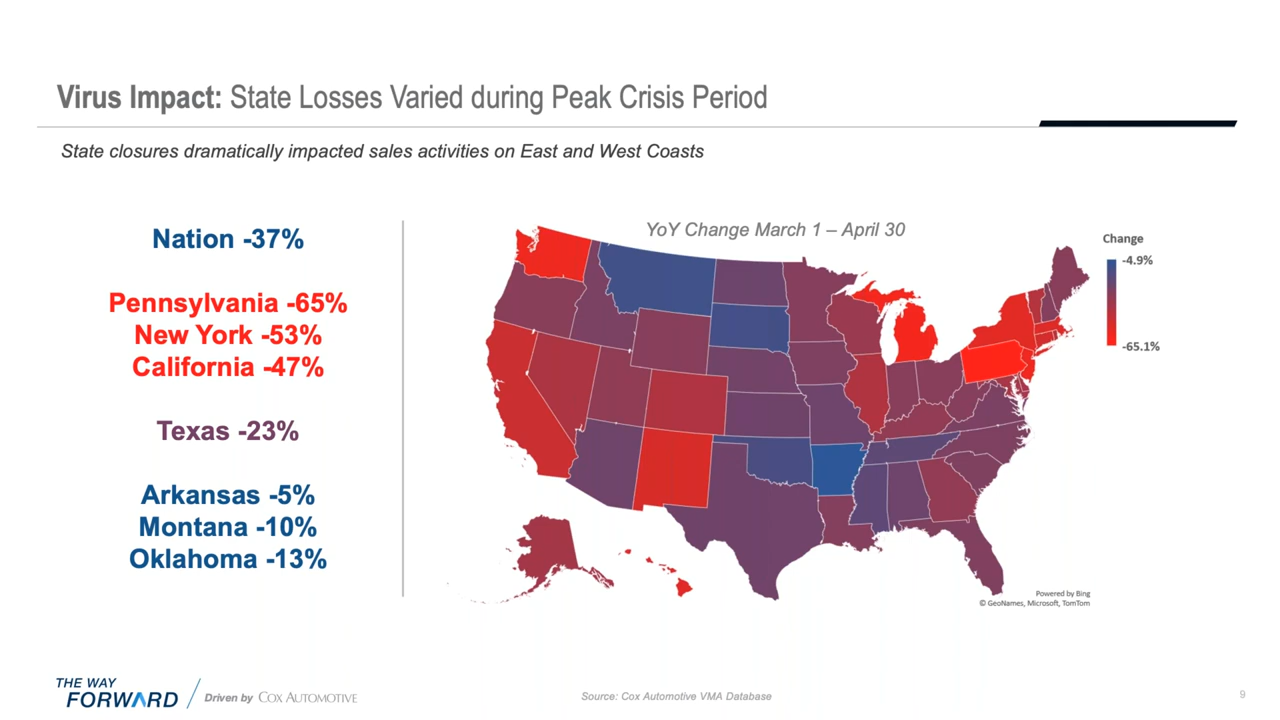 Virus Impact: State Losses Varied during Peak Crisis Period
State closures dramatically impacted sales activities on East and West Coasts
Nation -37%
Pennsylvania -65%
New York -53%
California -47%
Texas -23%
Arkansas -5%
Montana -10%
Oklahoma -13%
YoY Change March 1 – April 30
Change
-4.9%
-65.1%
Powered by Bing
© GeoNames, Microsoft, TomTom
THE WAY
FORWARD
Driven by COX AUTOMOTIVE
Source: Cox Automotive VMA Database
9